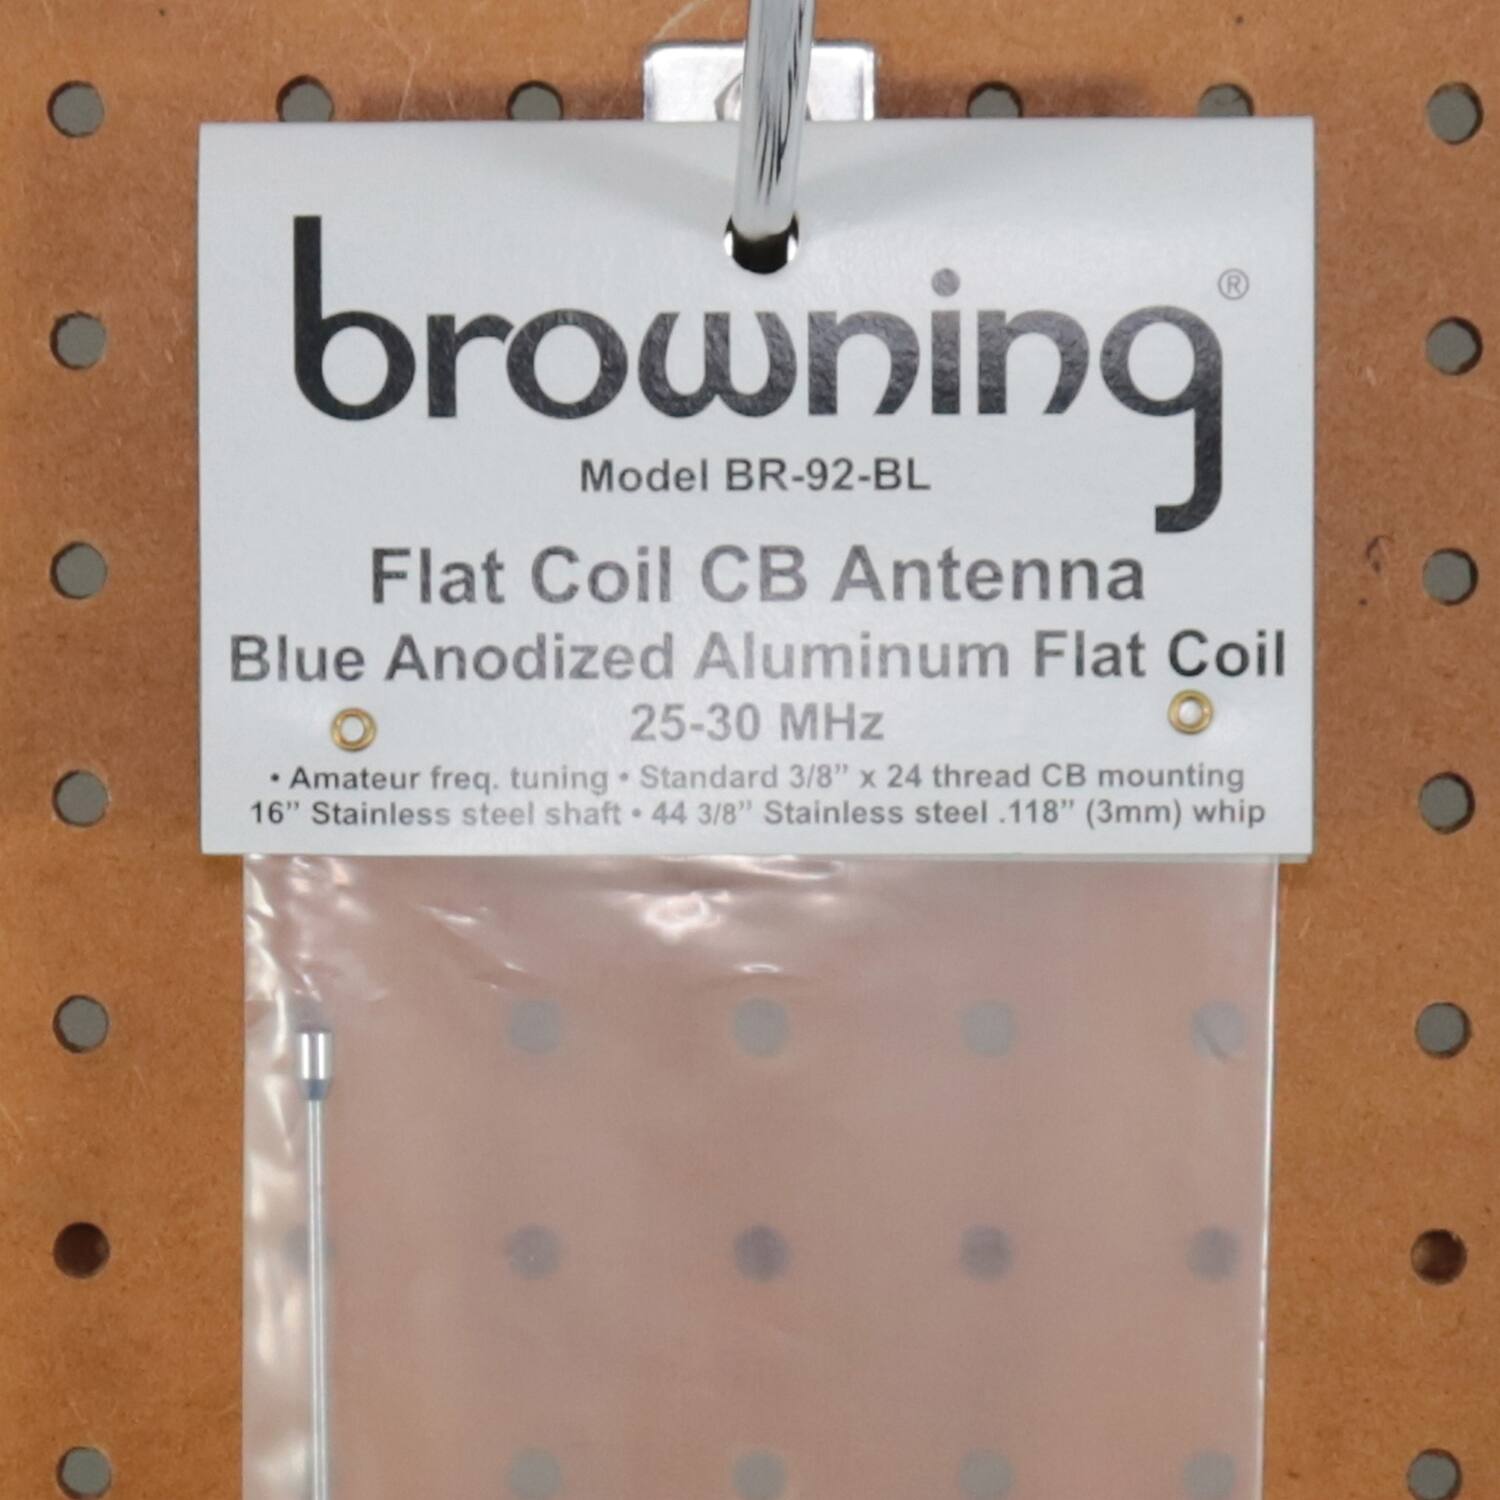 browning®
Model BR-92-BL
Flat Coil CB Antenna
Blue Anodized Aluminum Flat Coil
25-30 MHz
• Amateur freq. tuning • Standard 3/8” x 24 thread CB mounting
16” Stainless steel shaft • 44 3/8” Stainless steel .118” (3mm) whip